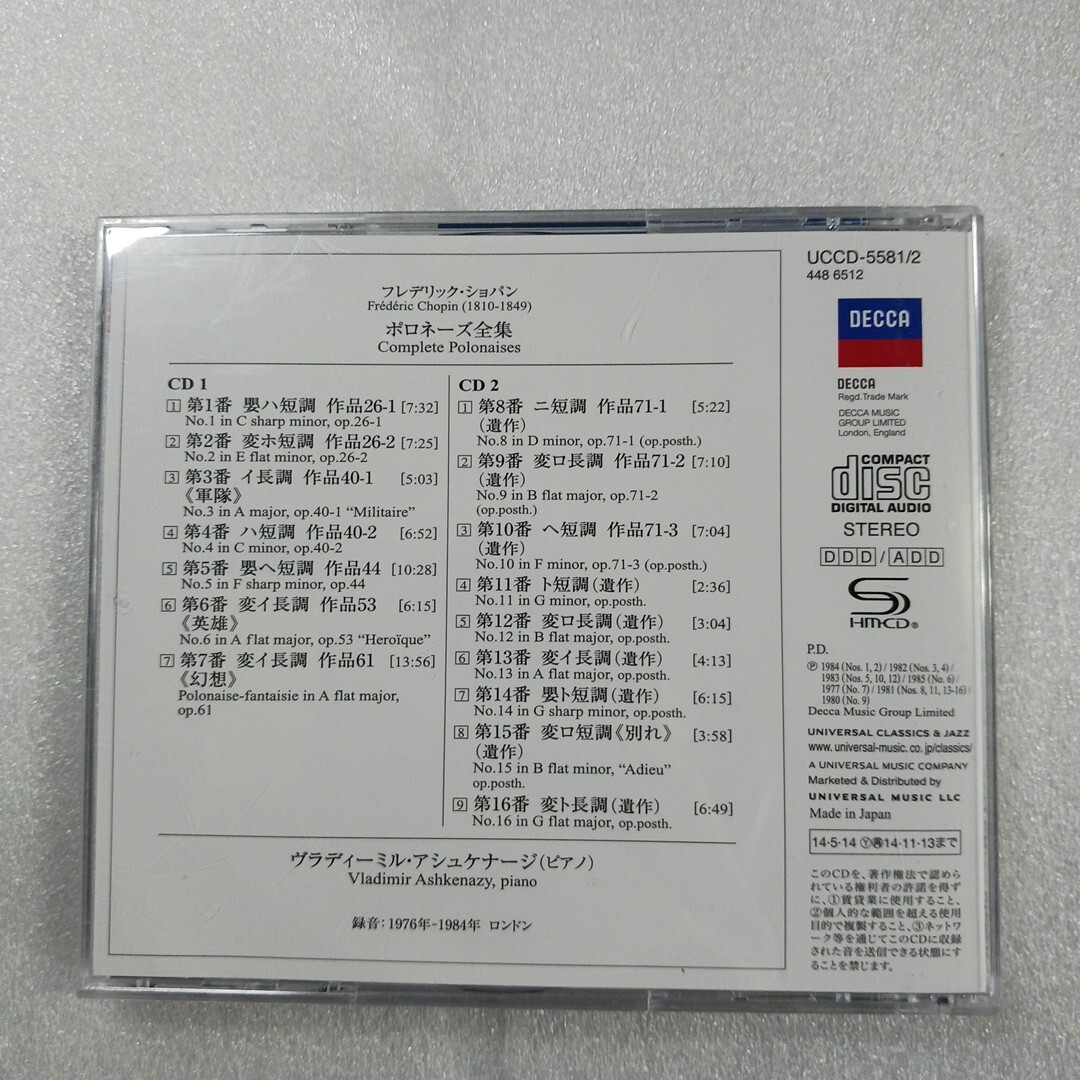 フレデリック・ショパン
Frédéric Chopin (1810-1849)
ポロネーズ全集
Complete Polonaises
CD 1
1 第1番 嬰ハ短調 作品26-1 [7:32]
No.1 in C sharp minor, op.26-1
2 第2番 変ホ短調 作品26-2 [7:25]
No.2 in E flat minor, op.26-2
3 第3番 イ長調 作品40-1 [5:03]
《軍隊》
No.3 in A major, op.40-1 “Militaire”
4 第4番 ハ短調 作品40-2 [6:52]
No.4 in C minor, op.40-2
5 第5番 嬰ヘ短調 作品44 [10:28]
No.5 in F sharp minor, op.44
6 第6番 変イ長調 作品53 [6:15]
《英雄》
No.6 in A flat major, op.53 “Heroïque”
7 第7番 変イ長調 作品61 [13:56]
《幻想》
Polonaise-fantaisie in A flat major,
op.61
CD 2
1 第8番 ニ短調 作品71-1 [5:22]
(遺作)
No.8 in D minor, op.71-1 (op.posth.)
2 第9番 変ロ長調 作品71-2 [7:10]
(遺作)
No.9 in B flat major, op.71-2
(op.posth.)
3 第10番 ヘ短調 作品71-3 [7:04]
(遺作)
No.10 in F minor, op.71-3 (op.posth.)
4 第11番 ト短調(遺作) [2:36]
No.11 in G minor, op.posth.
5 第12番 変ロ長調(遺作) [3:04]
No.12 in B flat major, op.posth.
6 第13番 変イ長調(遺作) [4:13]
No.13 in A flat major, op.posth.
7 第14番 嬰ト短調(遺作) [6:15]
No.14 in G sharp minor, op.posth.
8 第15番 変ロ短調《別れ》 [3:58]
(遺作)
No.15 in B flat minor, “Adieu”
op.posth.
9 第16番 変ト長調(遺作) [6:49]
No.16 in G flat major, op.posth.
ヴラディーミル・アシュケナージ(ピアノ)
Vladimir Ashkenazy, piano
録音:1976年-1984年 ロンドン
UCCD-5581/2
448 6512
DECCA
DECCA
Regd.Trade Mark
DECCA MUSIC
GROUP LIMITED
London, England
COMPACT
disc
DIGITAL AUDIO
STEREO
DDD/ADD
SHM-CD®
P.D.
℗ 1984 (Nos. 1, 2) / 1982 (Nos. 3, 4) /
1983 (Nos. 5, 10, 12) / 1985 (No. 6) /
1977 (No. 7) / 1981 (Nos. 8, 11, 13-16) /
1980 (No. 9)
Decca Music Group Limited
UNIVERSAL CLASSICS & JAZZ
www.universal-music.co.jp/classics/
A UNIVERSAL MUSIC COMPANY
Marketed & Distributed by
UNIVERSAL MUSIC LLC
Made in Japan
14・5・14 Ⓨ㊕14・11・13まで
このCDを、著作権法で認めら
れている権利者の許諾を得ず
に、①賃貸業に使用すること、
②個人的な範囲を超える使用
目的で複製すること、③ネットワ
ーク等を通じてこのCDに収録
された音を送信できる状態にす
ることを禁じます。